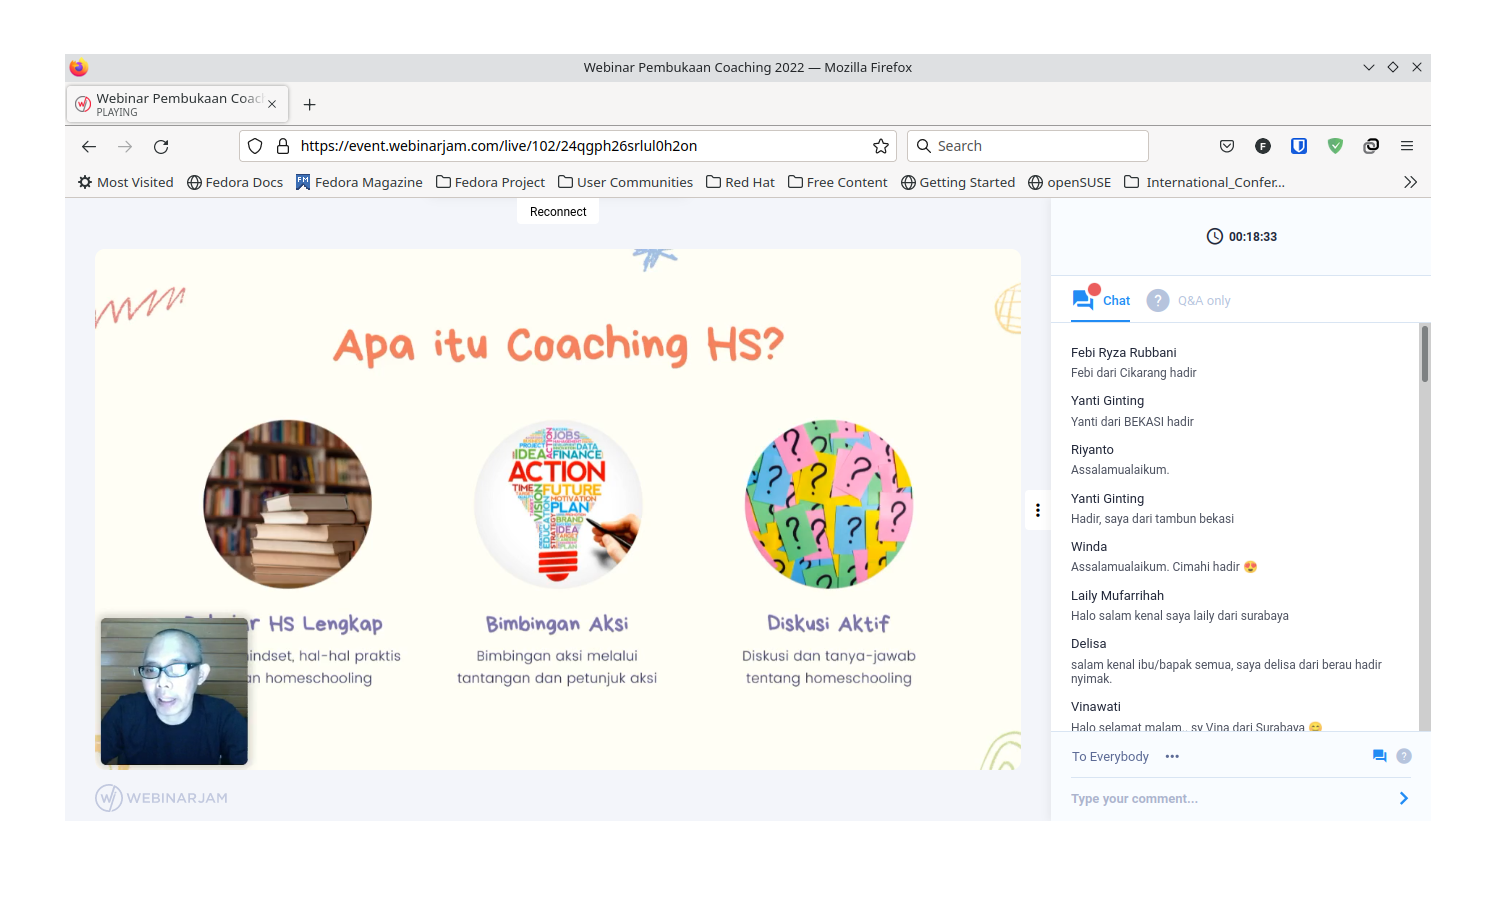 Webinar Pembukaan Coaching 2022 — Mozilla Firefox
Webinar Pembukaan Coac
PLAYING
https://event.webinarjam.com/live/102/24qgph26srlul0h2on
Search
Most Visited Fedora Docs Fedora Magazine Fedora Project User Communities Red Hat Free Content Getting Started openSUSE International_Confer...
Reconnect
Apa itu Coaching HS?
JOBS
PROJECT
IDEA DATA
FINANCE
ACTION
TIME FUTURE
MOTIVATION
VISION PLAN
EDUCATION BRAND
IDEA
HS Lengkap
mindset, hal-hal praktis
homeschooling
Bimbingan Aksi
Bimbingan aksi melalui
tantangan dan petunjuk aksi
Diskusi Aktif
Diskusi dan tanya-jawab
tentang homeschooling
WEBINARJAM
00:18:33
Chat ? Q&A only
Febi Ryza Rubbani
Febi dari Cikarang hadir
Yanti Ginting
Yanti dari BEKASI hadir
Riyanto
Assalamualaikum.
Yanti Ginting
Hadir, saya dari tambun bekasi
Winda
Assalamualaikum. Cimahi hadir 😍
Laily Mufarrihah
Halo salam kenal saya laily dari surabaya
Delisa
salam kenal ibu/bapak semua, saya delisa dari berau hadir
nyimak.
Vinawati
Halo selamat malam.. sy Vina dari Surabaya 😊
To Everybody •••
Type your comment...